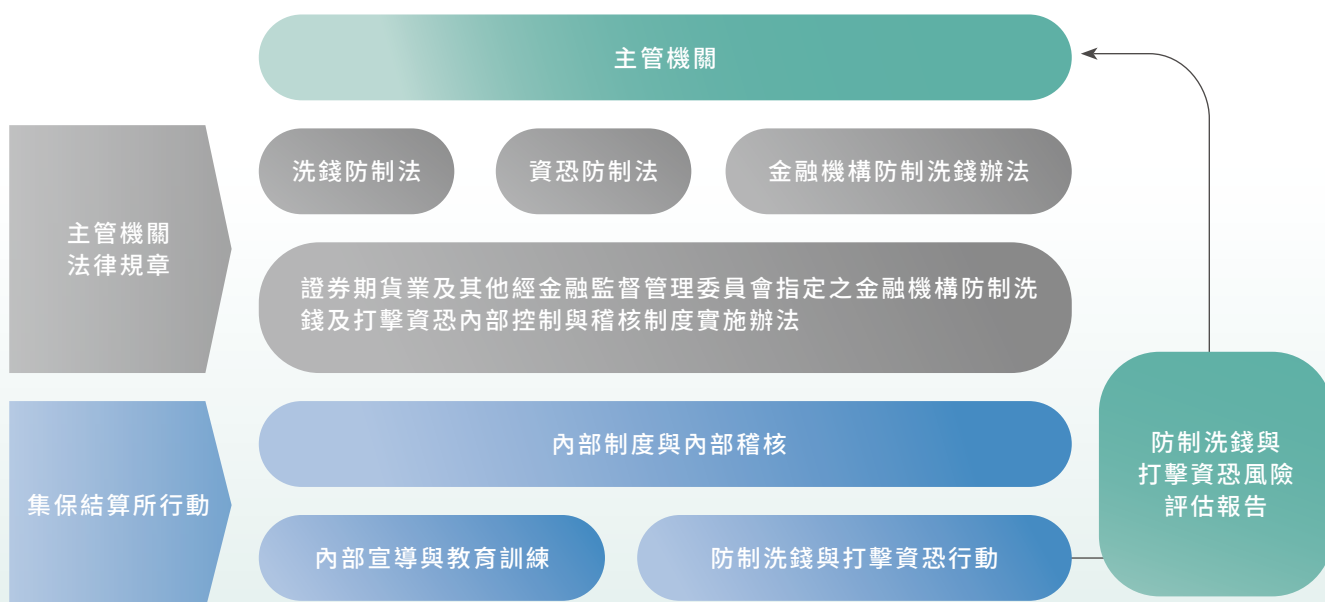 主管機關
主管機關
法律規章
洗錢防制法
資恐防制法
金融機構防制洗錢辦法
證券期貨業及其他經金融監督管理委員會指定之金融機構防制洗
錢及打擊資恐內部控制與稽核制度實施辦法
集保結算所行動
內部制度與內部稽核
內部宣導與教育訓練
防制洗錢與打擊資恐行動
防制洗錢與
打擊資恐風險
評估報告